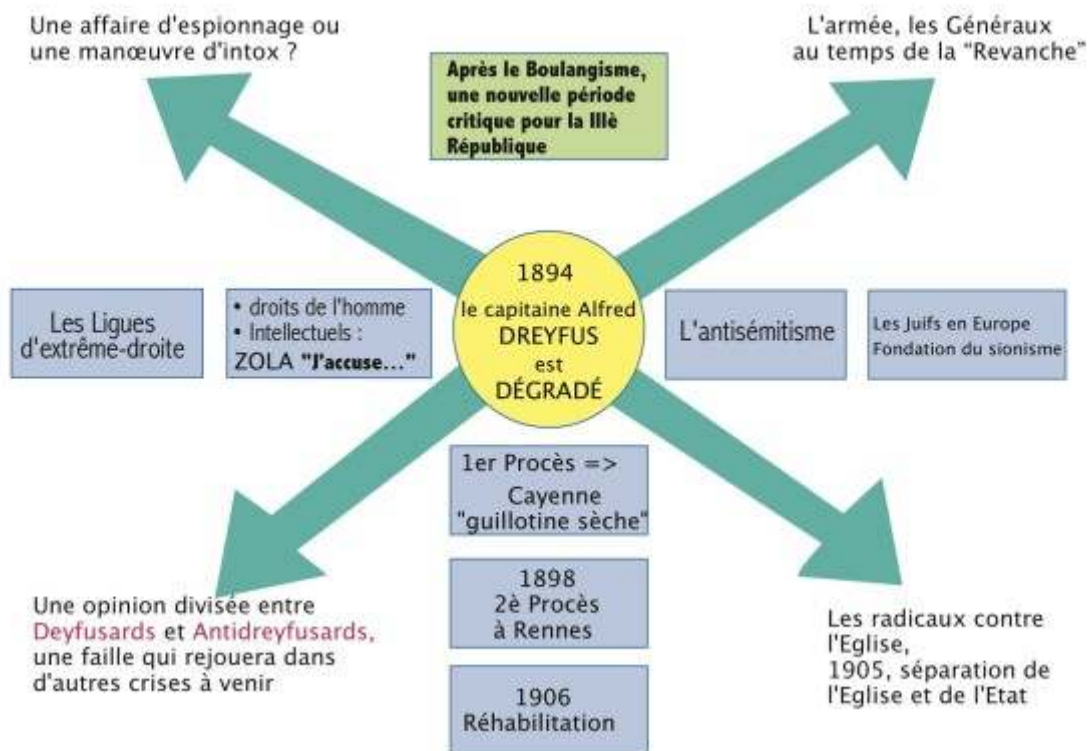 Une affaire d'espionnage ou
une manœuvre d'intox ?
Après le Boulangisme,
une nouvelle période
critique pour la IIIè
République
L'armée, les Généraux
au temps de la "Revanche"
Les Ligues
d'extrême-droite
• droits de l'homme
• Intellectuels :
ZOLA "J'accuse..."
1894
le capitaine Alfred
DREYFUS
est
DÉGRADÉ
L'antisémitisme
Les Juifs en Europe
Fondation du sionisme
1er Procès =>
Cayenne
"guillotine sèche"
1898
2è Procès
à Rennes
1906
Réhabilitation
Une opinion divisée entre
Deyfusards et Antidreyfusards,
une faille qui rejouera dans
d'autres crises à venir
Les radicaux contre
l'Eglise,
1905, séparation de
l'Eglise et de l'Etat